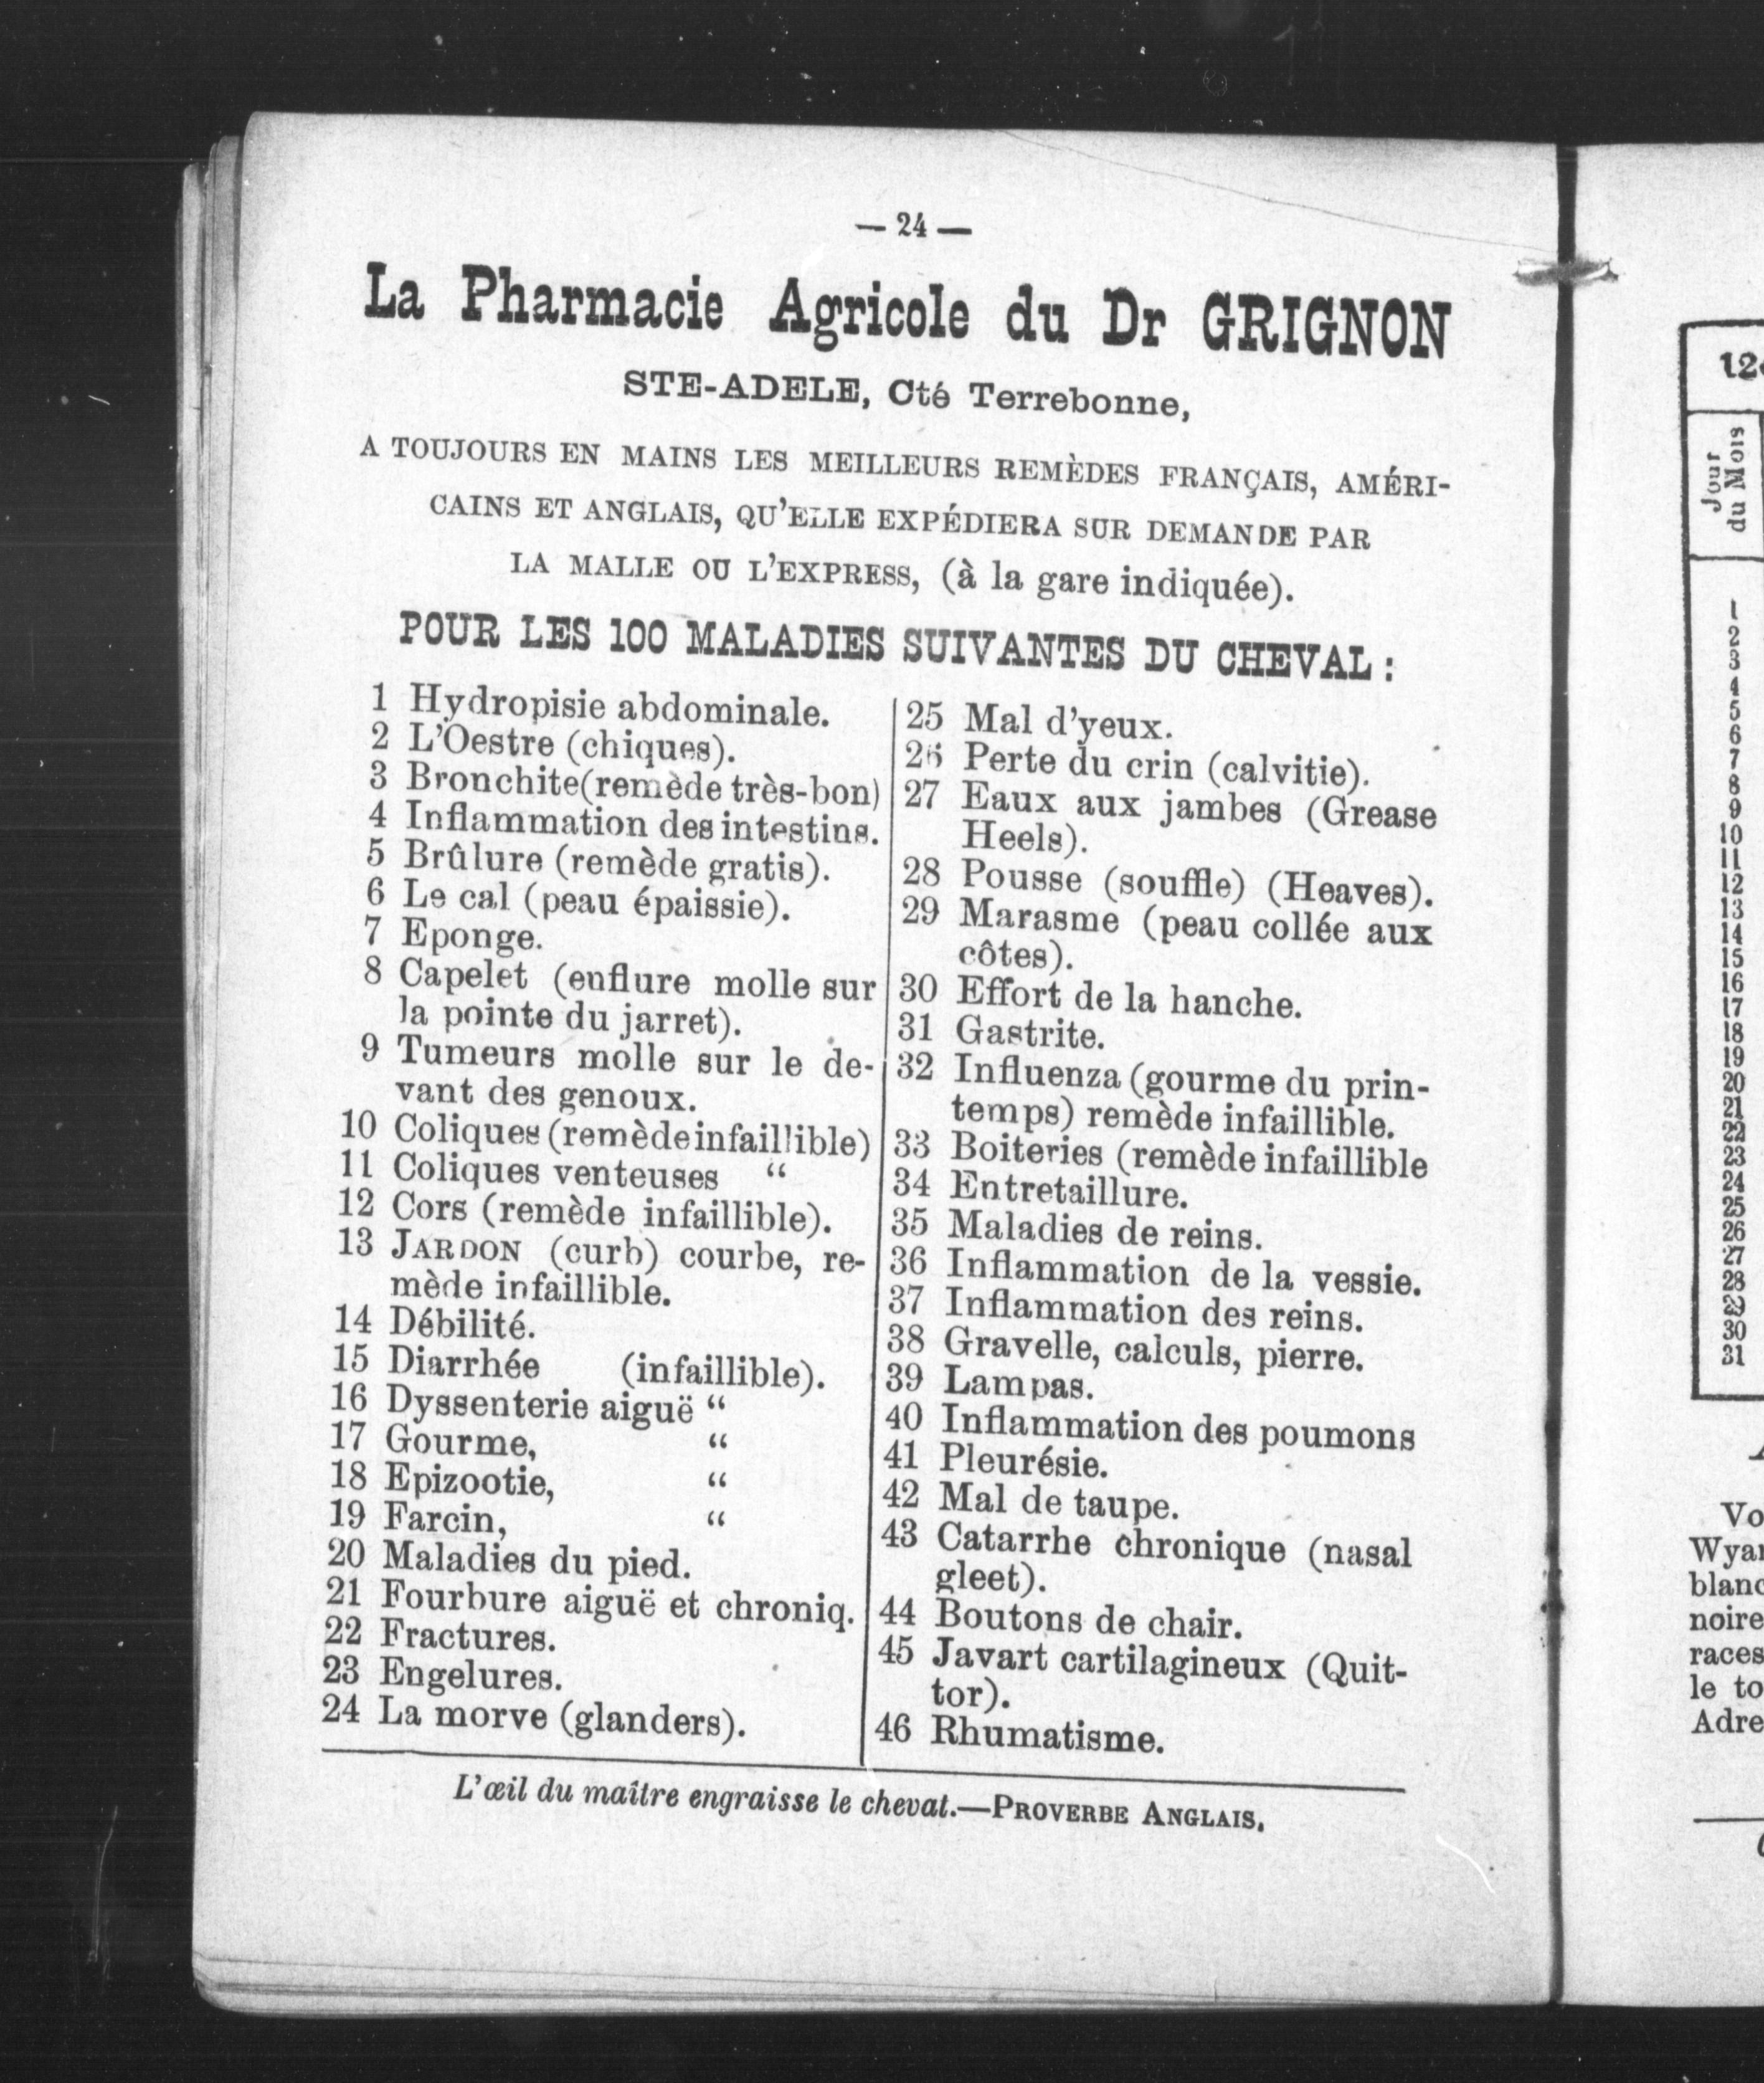 — 24 —
La Pharmacie Agricole du Dr GRIGNON
STE-ADELE, Cté Terrebonne,
A TOUJOURS EN MAINS LES MEILLEURS REMÈDES FRANÇAIS, AMÉRI-
CAINS ET ANGLAIS, QU'ELLE EXPÉDIERA SUR DEMANDE PAR
LA MALLE OU L'EXPRESS, (à la gare indiquée).
POUR LES 100 MALADIES SUIVANTES DU CHEVAL :
1 Hydropisie abdominale.
2 L'Oestre (chiques).
3 Bronchite(remède très-bon)
4 Inflammation des intestins.
5 Brûlure (remède gratis).
6 Le cal (peau épaissie).
7 Eponge.
8 Capelet (enflure molle sur
la pointe du jarret).
9 Tumeurs molle sur le de-
vant des genoux.
10 Coliques (remède infaillible)
11 Coliques venteuses “
12 Cors (remède infaillible).
13 JARDON (curb) courbe, re-
mède infaillible.
14 Débilité.
15 Diarrhée (infaillible).
16 Dyssenterie aiguë “
17 Gourme, “
18 Epizootie, “
19 Farcin, “
20 Maladies du pied.
21 Fourbure aiguë et chroniq.
22 Fractures.
23 Engelures.
24 La morve (glanders).
25 Mal d'yeux.
26 Perte du crin (calvitie).
27 Eaux aux jambes (Grease
Heels).
28 Pousse (souffle) (Heaves).
29 Marasme (peau collée aux
côtes).
30 Effort de la hanche.
31 Gastrite.
32 Influenza (gourme du prin-
temps) remède infaillible.
33 Boiteries (remède infaillible
34 Entretaillure.
35 Maladies de reins.
36 Inflammation de la vessie.
37 Inflammation des reins.
38 Gravelle, calculs, pierre.
39 Lampas.
40 Inflammation des poumons
41 Pleurésie.
42 Mal de taupe.
43 Catarrhe chronique (nasal
gleet).
44 Boutons de chair.
45 Javart cartilagineux (Quit-
tor).
46 Rhumatisme.
L'œil du maître engraisse le cheval.—PROVERBE ANGLAIS.
Jour
du Mois
1
2
3
4
5
6
7
8
9
10
11
12
13
14
15
16
17
18
19
20
21
22
23
24
25
26
27
28
29
30
31
Vo
Wyan
blanc
noire
races
le to
Adre